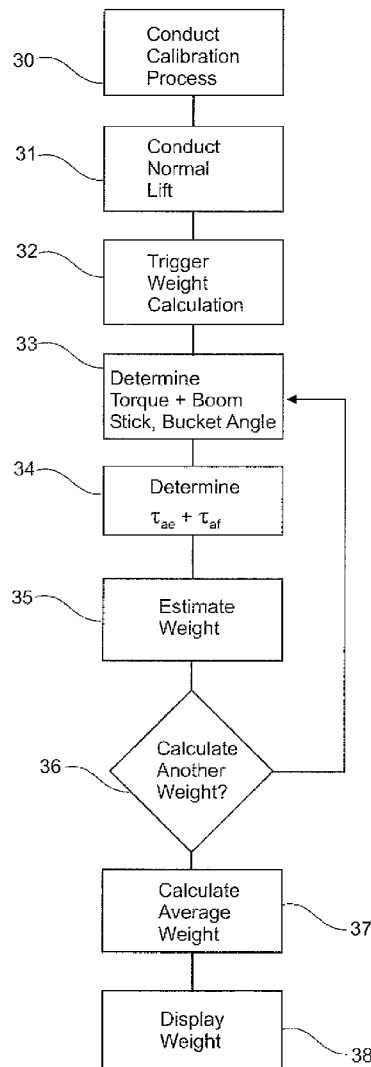 30
Conduct
Calibration
Process
31
Conduct
Normal
Lift
32
Trigger
Weight
Calculation
33
Determine
Torque + Boom
Stick, Bucket Angle
34
Determine
τae + τaf
35
Estimate
Weight
36
Calculate
Another
Weight?
Calculate
Average
Weight
37
Display
Weight
38